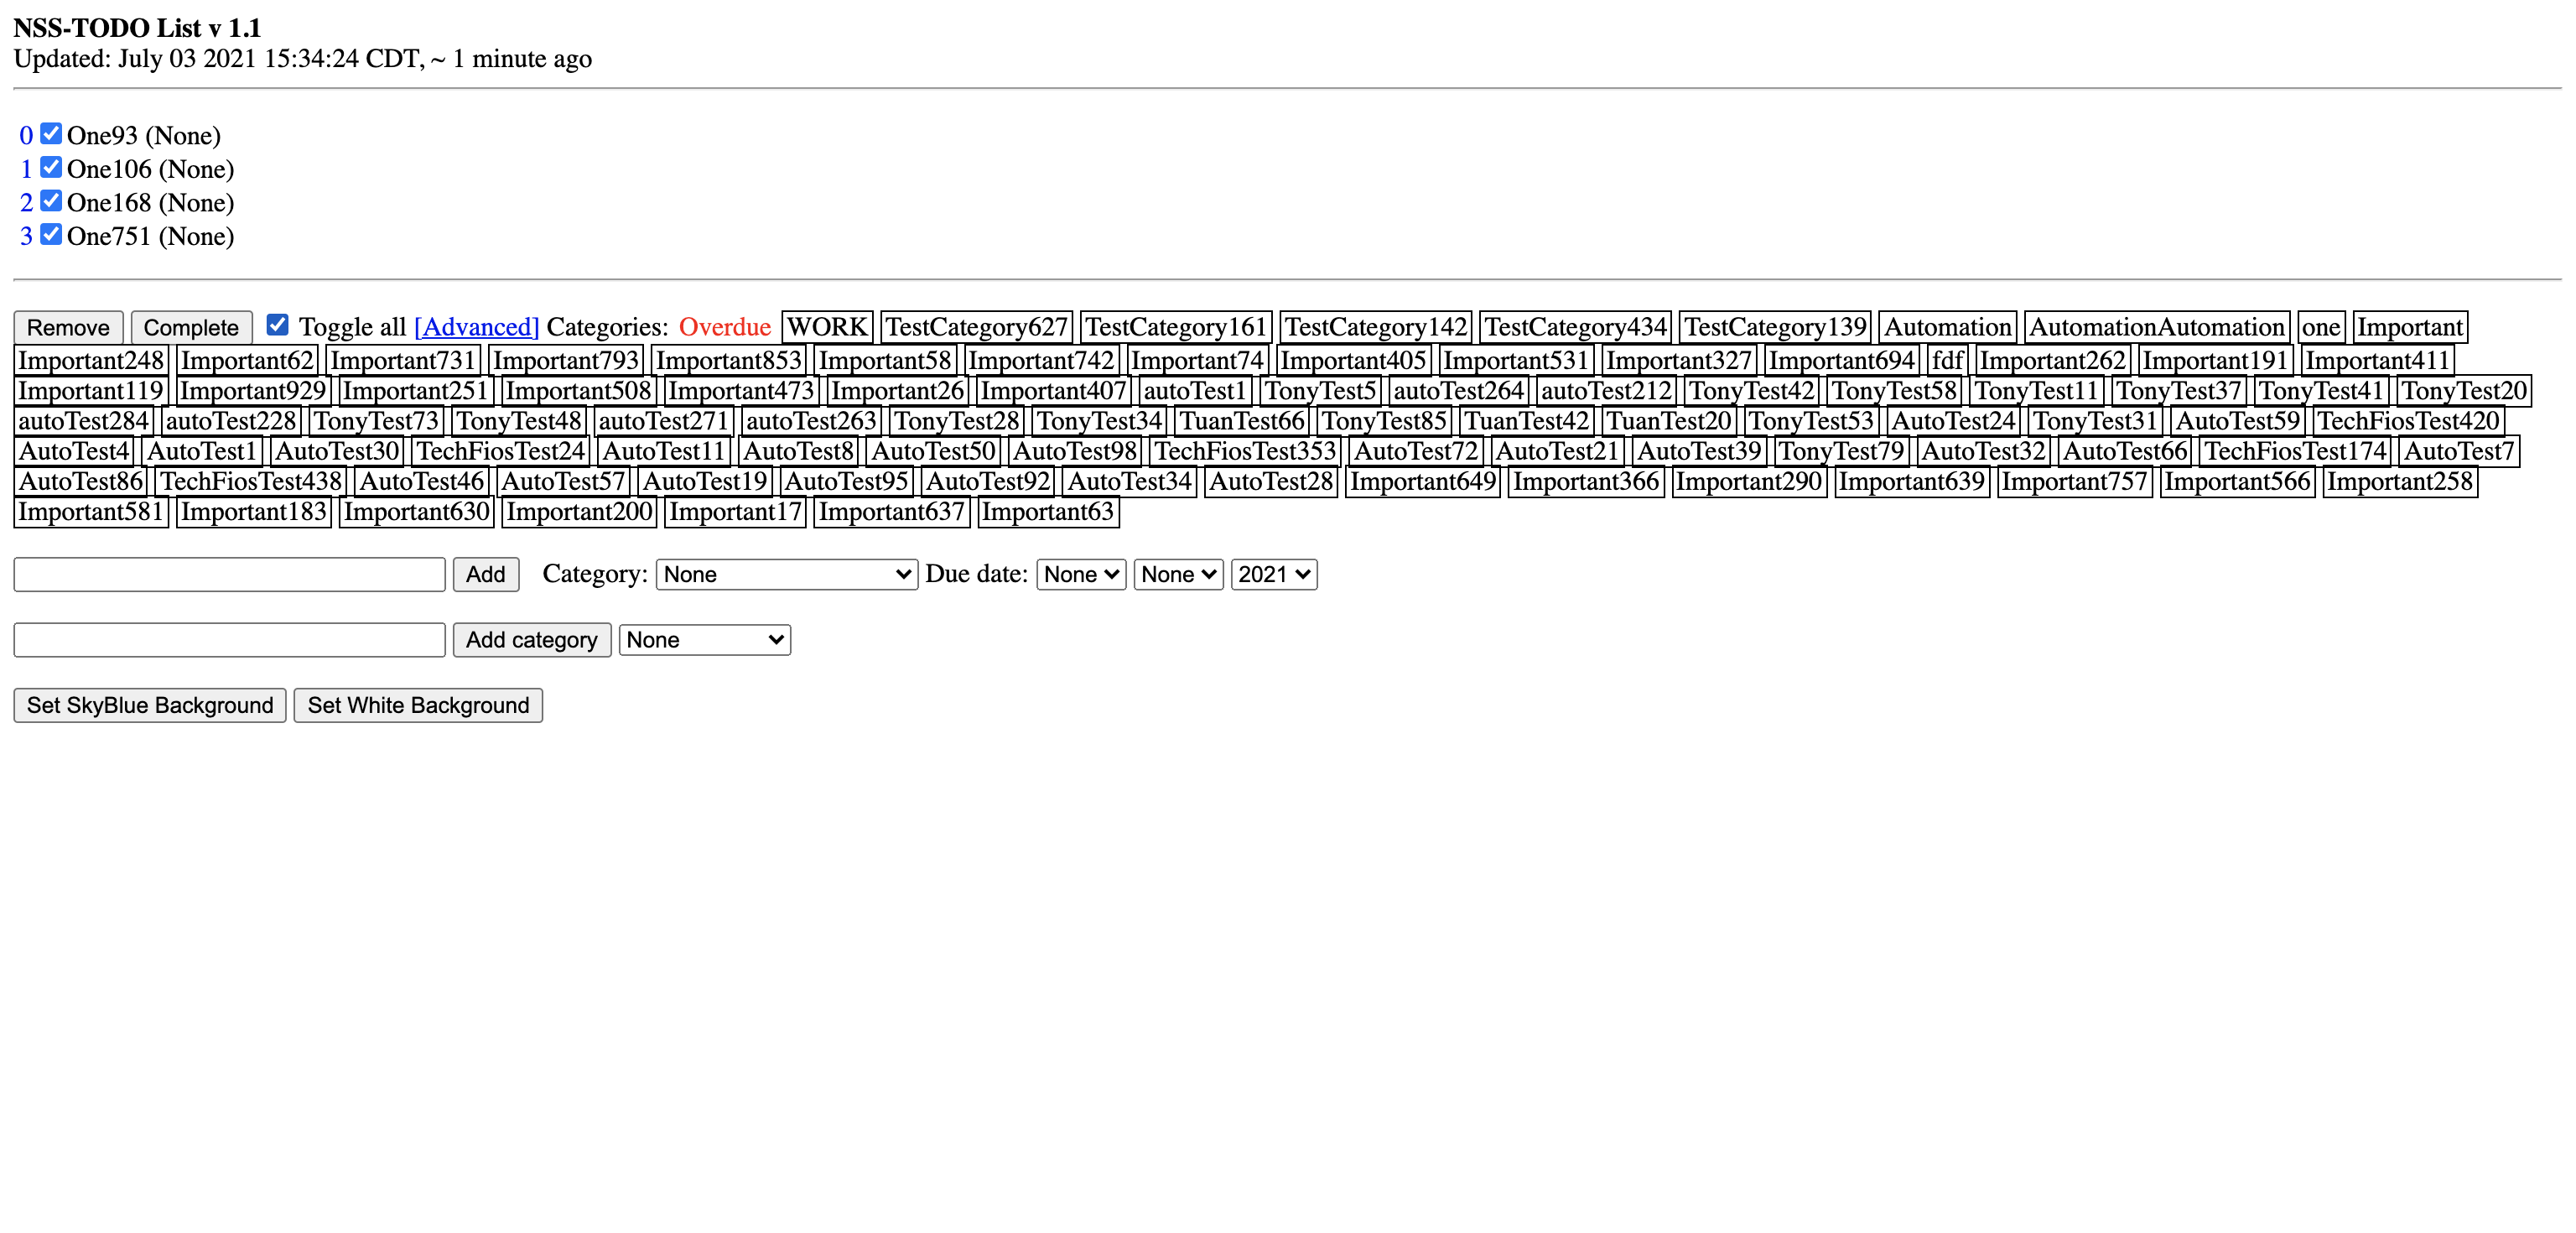 NSS-TODO List v 1.1
Updated: July 03 2021 15:34:24 CDT, ~ 1 minute ago
0 One93 (None)
1 One106 (None)
2 One168 (None)
3 One751 (None)
Remove Complete Toggle all [Advanced] Categories: Overdue WORK TestCategory627 TestCategory161 TestCategory142 TestCategory434 TestCategory139 Automation AutomationAutomation one Important
Important248 Important62 Important731 Important793 Important853 Important58 Important742 Important74 Important405 Important531 Important327 Important694 fdf Important262 Important191 Important411
Important119 Important929 Important251 Important508 Important473 Important26 Important407 autoTest1 TonyTest5 autoTest264 autoTest212 TonyTest42 TonyTest58 TonyTest11 TonyTest37 TonyTest41 TonyTest20
autoTest284 autoTest228 TonyTest73 TonyTest48 autoTest271 autoTest263 TonyTest28 TonyTest34 TuanTest66 TonyTest85 TuanTest42 TuanTest20 TonyTest53 AutoTest24 TonyTest31 AutoTest59 TechFiosTest420
AutoTest4 AutoTest1 AutoTest30 TechFiosTest24 AutoTest11 AutoTest8 AutoTest50 AutoTest98 TechFiosTest353 AutoTest72 AutoTest21 AutoTest39 TonyTest79 AutoTest32 AutoTest66 TechFiosTest174 AutoTest7
AutoTest86 TechFiosTest438 AutoTest46 AutoTest57 AutoTest19 AutoTest95 AutoTest92 AutoTest34 AutoTest28 Important649 Important366 Important290 Important639 Important757 Important566 Important258
Important581 Important183 Important630 Important200 Important17 Important637 Important63
Add Category: None Due date: None None 2021
Add category None
Set SkyBlue Background Set White Background